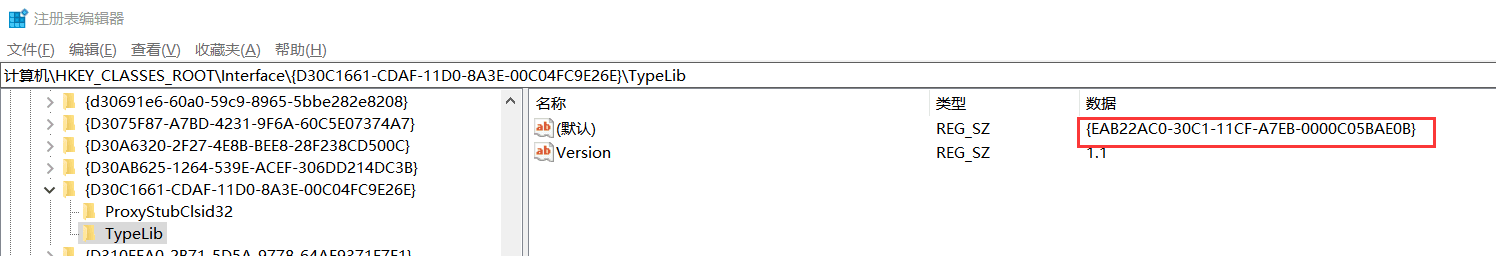 注册表编辑器
文件(F) 编辑(E) 查看(V) 收藏夹(A) 帮助(H)
计算机\HKEY_CLASSES_ROOT\Interface\{D30C1661-CDAF-11D0-8A3E-00C04FC9E26E}\TypeLib
{d30691e6-60a0-59c9-8965-5bbe282e8208}
{D3075F87-A7BD-4231-9F6A-60C5E07374A7}
{D30A6320-2F27-4E8B-BEE8-28F238CD500C}
{D30AB625-1264-539E-ACEF-306DD214DC3B}
{D30C1661-CDAF-11D0-8A3E-00C04FC9E26E}
ProxyStubClsid32
TypeLib
名称 类型 数据
ab (默认) REG_SZ {EAB22AC0-30C1-11CF-A7EB-0000C05BAE0B}
ab Version REG_SZ 1.1